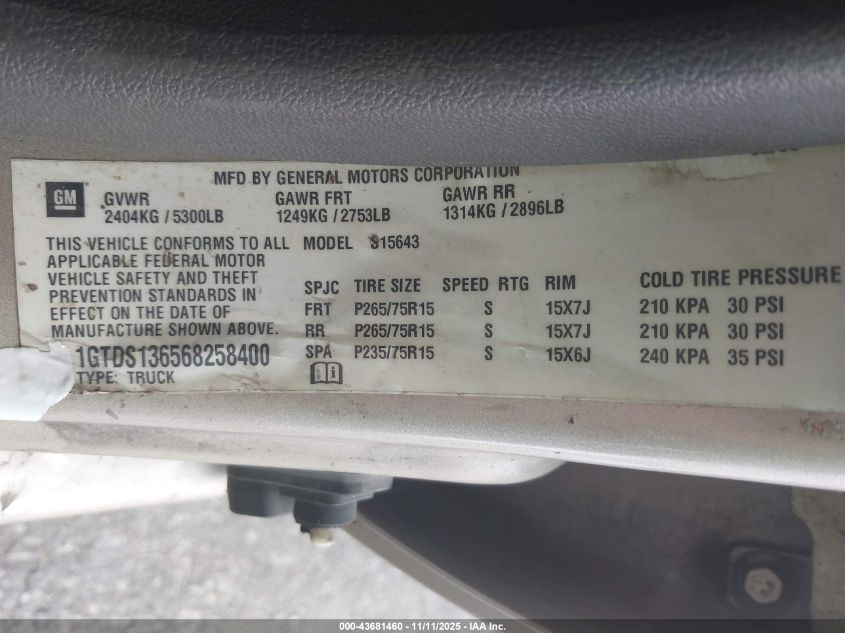 MFD BY GENERAL MOTORS CORPORATION
GM
GVWR GAWR FRT GAWR RR
2404KG / 5300LB 1249KG / 2753LB 1314KG / 2896LB
THIS VEHICLE CONFORMS TO ALL
APPLICABLE FEDERAL MOTOR
VEHICLE SAFETY AND THEFT
PREVENTION STANDARDS IN
EFFECT ON THE DATE OF
MANUFACTURE SHOWN ABOVE.
1GTDS136568258400
TYPE: TRUCK
MODEL S15643
SPJC TIRE SIZE SPEED RTG RIM COLD TIRE PRESSURE
FRT P265/75R15 S 15X7J 210 KPA 30 PSI
RR P265/75R15 S 15X7J 210 KPA 30 PSI
SPA P235/75R15 S 15X6J 240 KPA 35 PSI
i
000-43681460 - 11/11/2025 - IAA Inc.